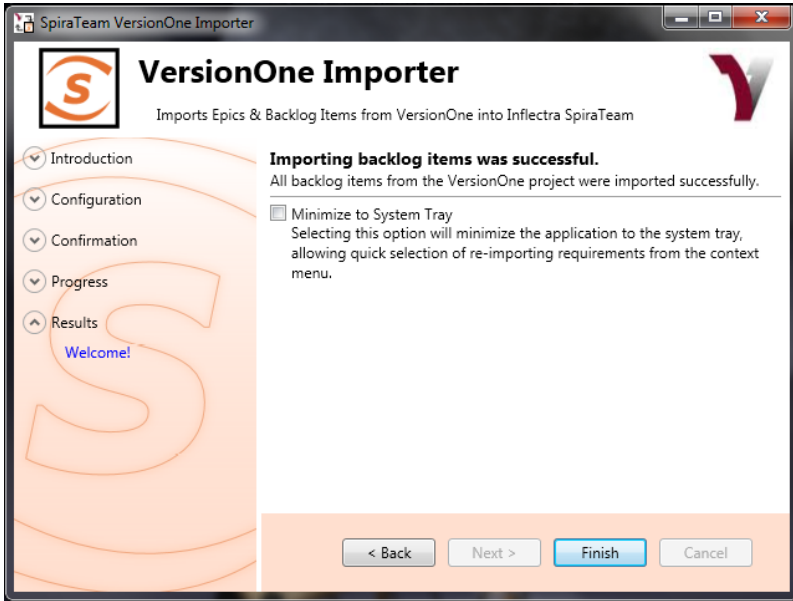 SpiraTeam VersionOne Importer
VersionOne Importer
Imports Epics & Backlog Items from VersionOne into Inflectra SpiraTeam
Introduction
Configuration
Confirmation
Progress
Results
Welcome!
Importing backlog items was successful.
All backlog items from the VersionOne project were imported successfully.
Minimize to System Tray
Selecting this option will minimize the application to the system tray,
allowing quick selection of re-importing requirements from the context
menu.
< Back
Next >
Finish
Cancel